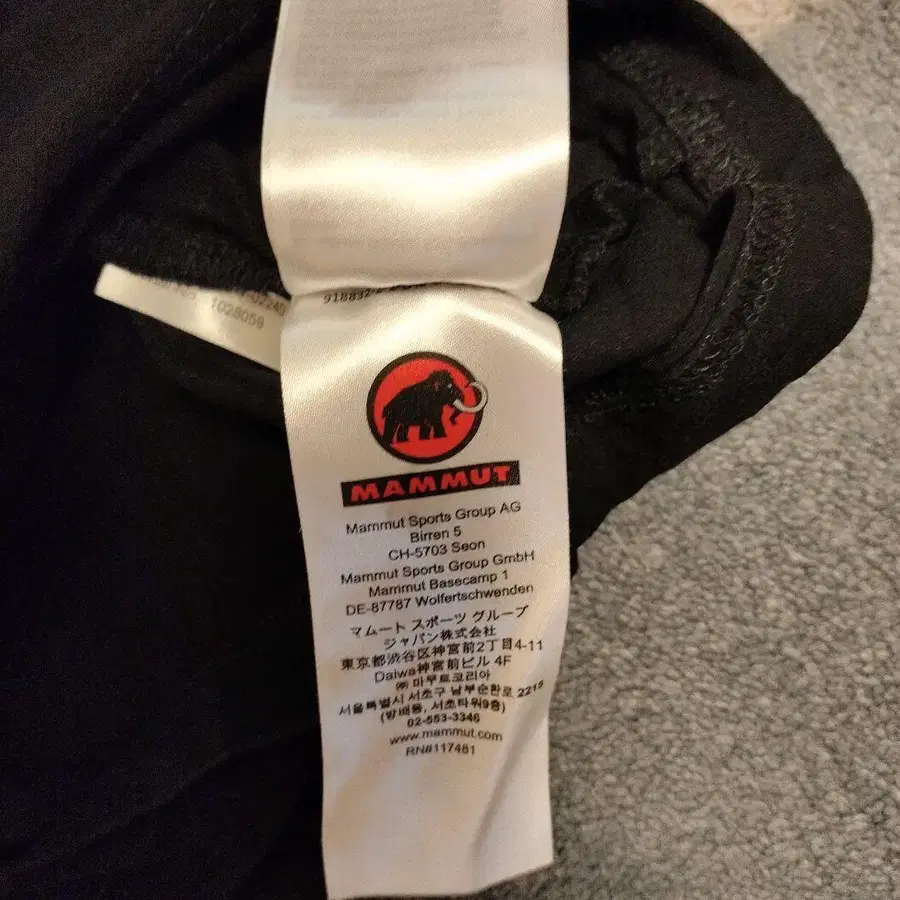 918832
02240
1028059
MAMMUT
Mammut Sports Group AG
Birren 5
CH-5703 Seon
Mammut Sports Group GmbH
Mammut Basecamp 1
DE-87787 Wolfertschwenden
マムート スポーツ グループ
ジャパン株式会社
東京都渋谷区神宮前2丁目4-11
Daiwa神宮前ビル 4F
㈜ 마무트코리아
서울특별시 서초구 남부순환로 2215
(방배동, 서초타워9층)
02-553-3346
www.mammut.com
RN#117481